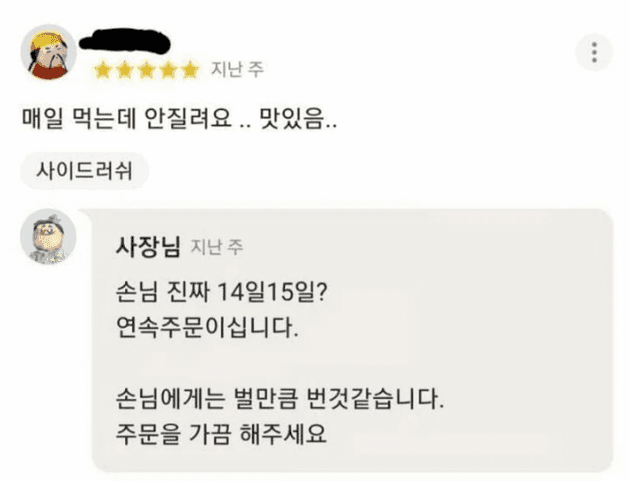 지난 주
매일 먹는데 안질려요 .. 맛있음..
사이드러쉬
사장님 지난 주
손님 진짜 14일15일?
연속주문이십니다.
손님에게는 벌만큼 번것같습니다.
주문을 가끔 해주세요